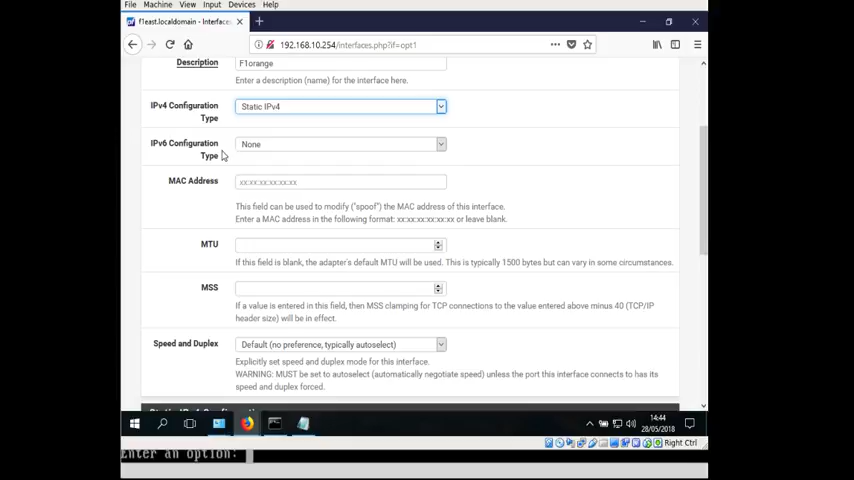 File Machine View Input Devices Help
f1east.localdomain - Interfaces
192.168.10.254/interfaces.php?if=opt1
Description F1orange
Enter a description (name) for the interface here.
IPv4 Configuration Type Static IPv4
IPv6 Configuration Type None
MAC Address xx:xx:xx:xx:xx:xx
This field can be used to modify ("spoof") the MAC address of this interface.
Enter a MAC address in the following format: xx:xx:xx:xx:xx:xx or leave blank.
MTU
If this field is blank, the adapter's default MTU will be used. This is typically 1500 bytes but can vary in some circumstances.
MSS
If a value is entered in this field, then MSS clamping for TCP connections to the value entered above minus 40 (TCP/IP
header size) will be in effect.
Speed and Duplex Default (no preference, typically autoselect)
Explicitly set speed and duplex mode for this interface.
WARNING: MUST be set to autoselect (automatically negotiate speed) unless the port this interface connects to has its
speed and duplex forced.
14:44
28/05/2018
Right Ctrl
Enter an option: